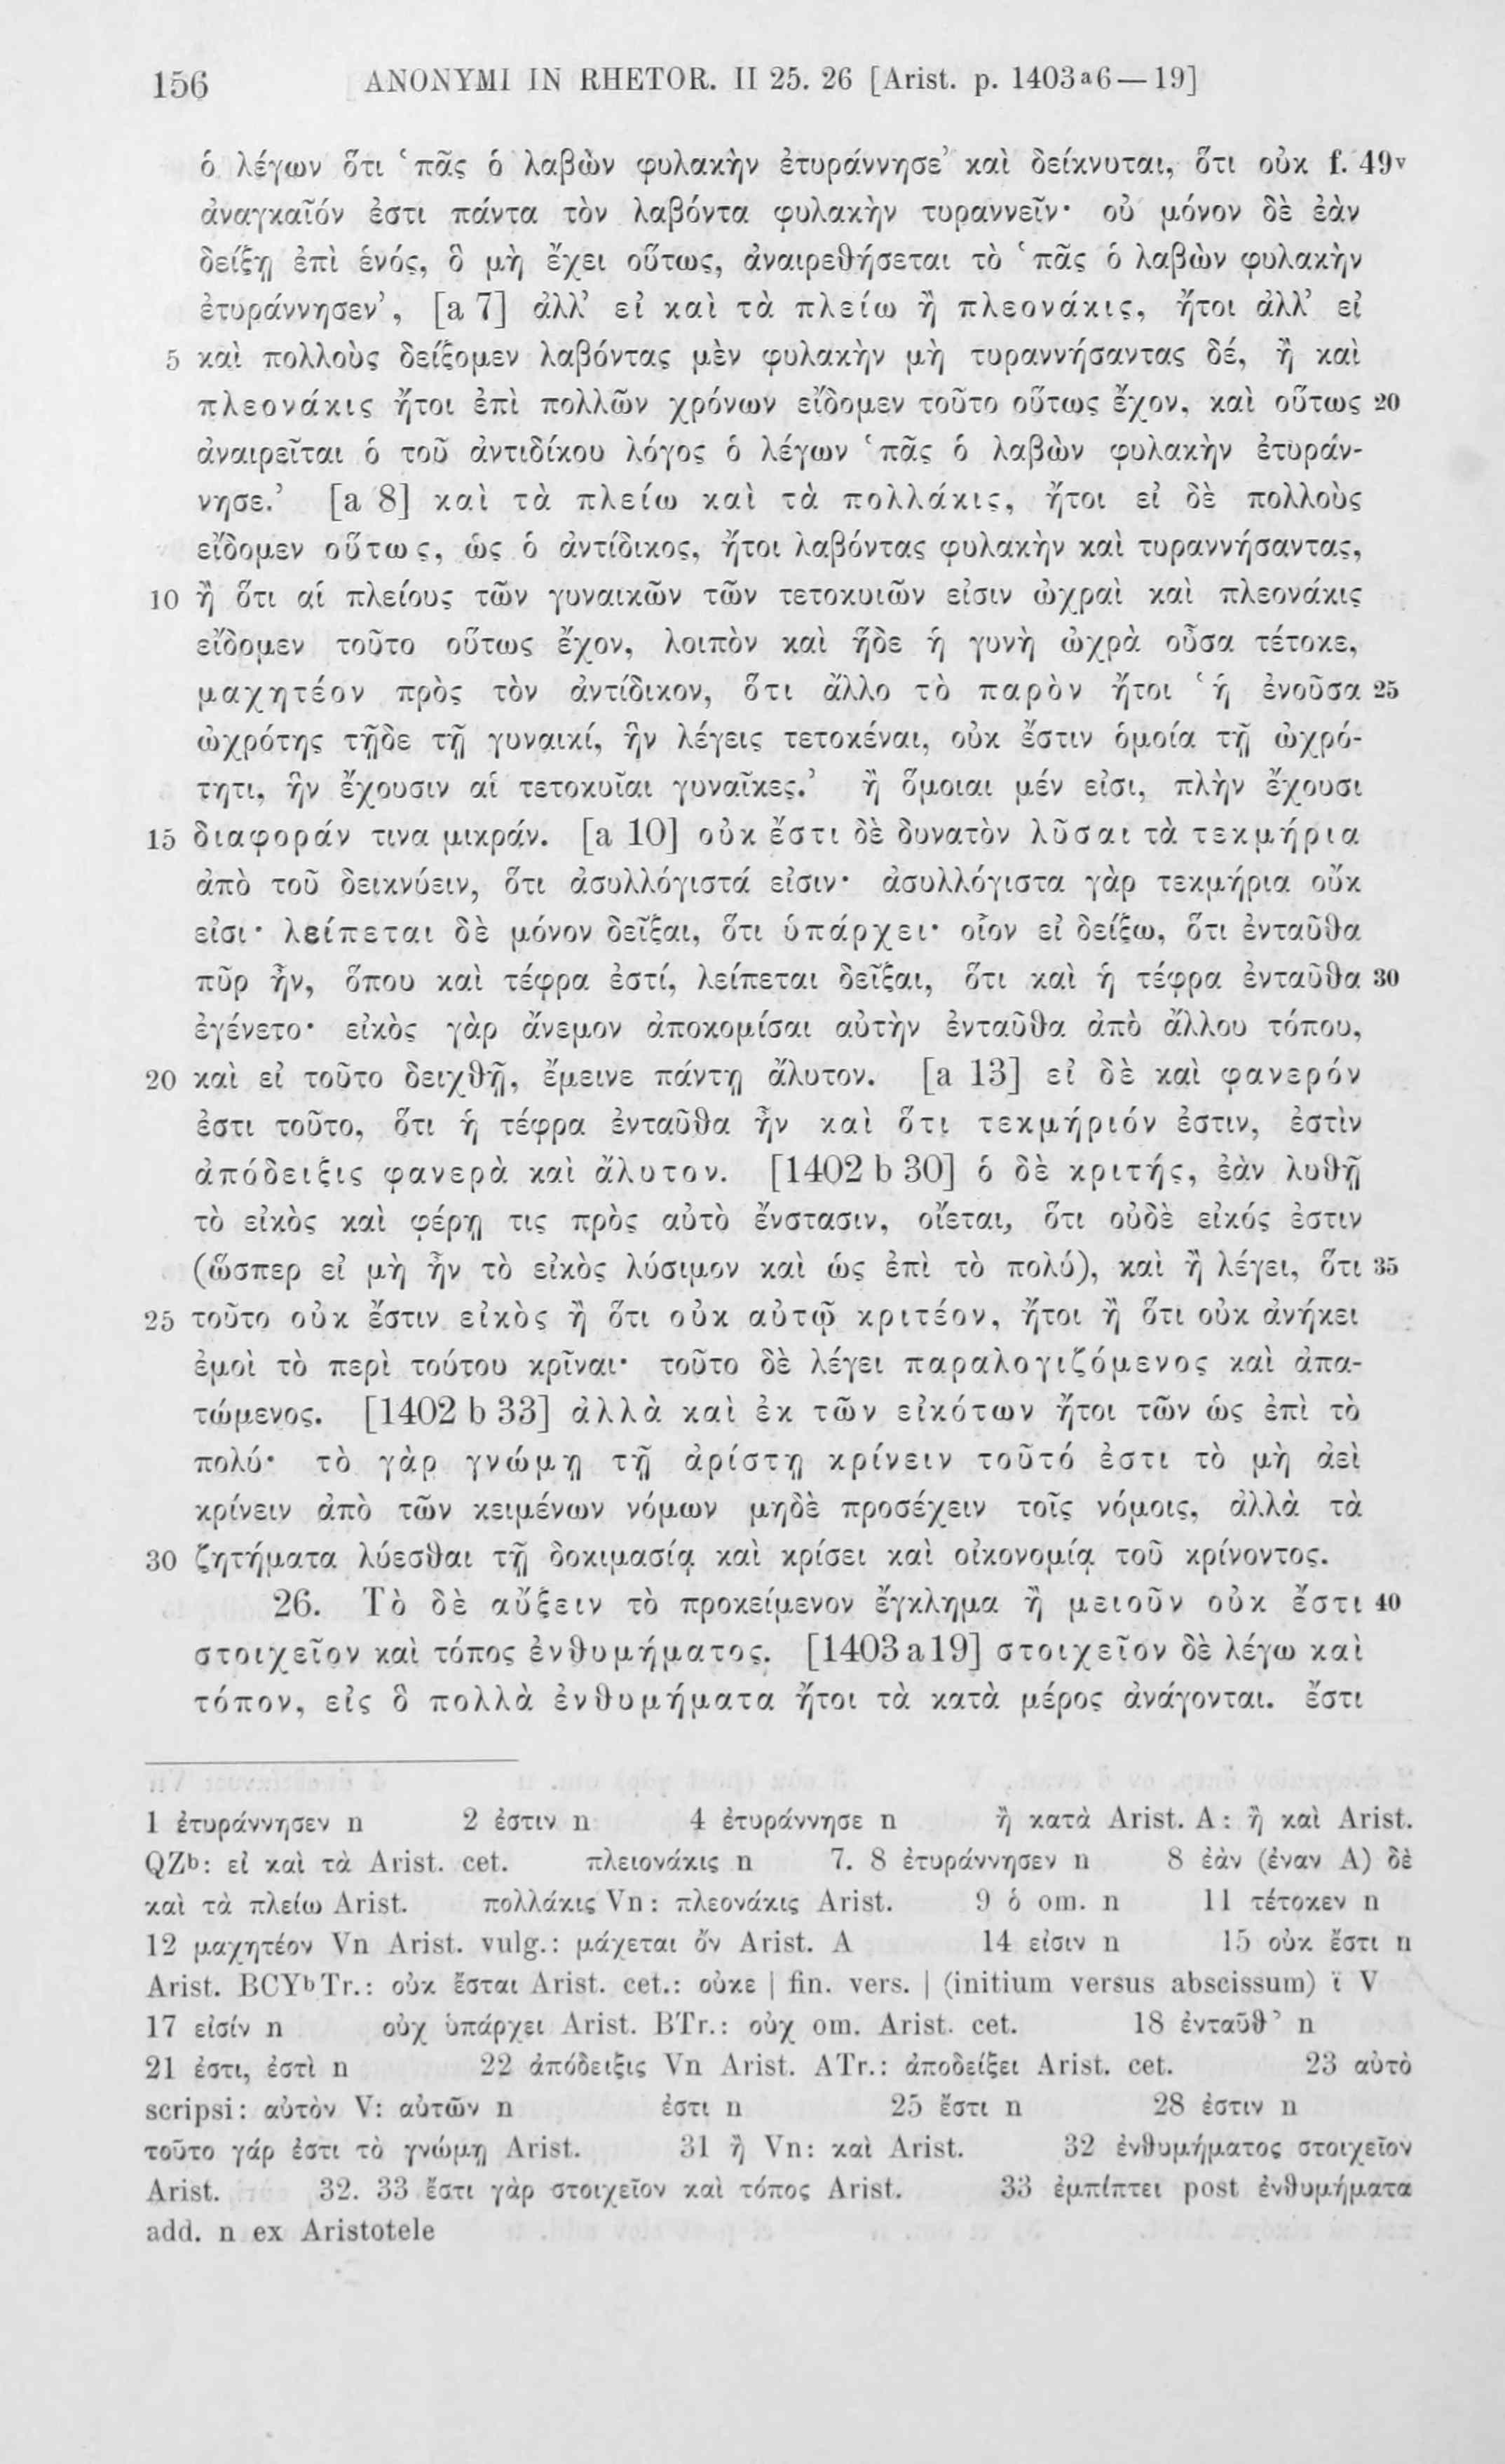 156 ANONYMI IN RHETOR. II 25. 26 [Arist. p. 1403ᵃ6 — 19]
ὁ λέγων ὅτι ‘πᾶς ὁ λαβὼν φυλακὴν ἐτυράννησε’ καὶ δείκνυται, ὅτι οὐκ f. 49ᵛ
ἀναγκαῖόν ἐστι πάντα τὸν λαβόντα φυλακὴν τυραννεῖν· οὐ μόνον δὲ ἐὰν
δείξῃ ἐπὶ ἑνός, ὃ μὴ ἔχει οὕτως, ἀναιρεθήσεται τὸ ‘πᾶς ὁ λαβὼν φυλακὴν
ἐτυράννησεν’, [a 7] ἀλλ’ εἰ καὶ τὰ πλείω ἢ πλεονάκις, ἤτοι ἀλλ’ εἰ
5 καὶ πολλοὺς δείξομεν λαβόντας μὲν φυλακὴν μὴ τυραννήσαντας δέ, ἢ καὶ
πλεονάκις ἤτοι ἐπὶ πολλῶν χρόνων εἴδομεν τοῦτο οὕτως ἔχον, καὶ οὕτως 20
ἀναιρεῖται ὁ τοῦ ἀντιδίκου λόγος ὁ λέγων ‘πᾶς ὁ λαβὼν φυλακὴν ἐτυράν-
νησε.’ [a 8] καὶ τὰ πλείω καὶ τὰ πολλάκις, ἤτοι εἰ δὲ πολλοὺς
εἴδομεν οὕτως, ὡς ὁ ἀντίδικος, ἤτοι λαβόντας φυλακὴν καὶ τυραννήσαντας,
10 ἢ ὅτι αἱ πλείους τῶν γυναικῶν τῶν τετοκυιῶν εἰσιν ὠχραὶ καὶ πλεονάκις
εἴδομεν τοῦτο οὕτως ἔχον, λοιπὸν καὶ ἥδε ἡ γυνὴ ὠχρὰ οὖσα τέτοκε,
μαχητέον πρὸς τὸν ἀντίδικον, ὅτι ἄλλο τὸ παρὸν ἤτοι ‘ἡ ἐνοῦσα 25
ὠχρότης τῇδε τῇ γυναικί, ἣν λέγεις τετοκέναι, οὐκ ἔστιν ὁμοία τῇ ὠχρό-
τητι, ἣν ἔχουσιν αἱ τετοκυῖαι γυναῖκες.’ ἢ ὅμοιαι μέν εἰσι, πλὴν ἔχουσι
15 διαφοράν τινα μικράν. [a 10] οὐκ ἔστι δὲ δυνατὸν λῦσαι τὰ τεκμήρια
ἀπὸ τοῦ δεικνύειν, ὅτι ἀσυλλόγιστά εἰσιν· ἀσυλλόγιστα γὰρ τεκμήρια οὔκ
εἰσι· λείπεται δὲ μόνον δεῖξαι, ὅτι ὑπάρχει· οἷον εἰ δείξω, ὅτι ἐνταῦθα
πῦρ ἦν, ὅπου καὶ τέφρα ἐστί, λείπεται δεῖξαι, ὅτι καὶ ἡ τέφρα ἐνταῦθα 30
ἐγένετο· εἰκὸς γὰρ ἄνεμον ἀποκομίσαι αὐτὴν ἐνταῦθα ἀπὸ ἄλλου τόπου,
20 καὶ εἰ τοῦτο δειχθῇ, ἔμεινε πάντῃ ἄλυτον. [a 13] εἰ δὲ καὶ φανερόν
ἐστι τοῦτο, ὅτι ἡ τέφρα ἐνταῦθα ἦν καὶ ὅτι τεκμήριόν ἐστιν, ἐστὶν
ἀπόδειξις φανερὰ καὶ ἄλυτον. [1402 b 30] ὁ δὲ κριτής, ἐὰν λυθῇ
τὸ εἰκὸς καὶ φέρῃ τις πρὸς αὐτὸ ἔνστασιν, οἴεται, ὅτι οὐδὲ εἰκός ἐστιν
(ὥσπερ εἰ μὴ ἦν τὸ εἰκὸς λύσιμον καὶ ὡς ἐπὶ τὸ πολύ), καὶ ἢ λέγει, ὅτι 35
25 τοῦτο οὐκ ἔστιν εἰκὸς ἢ ὅτι οὐκ αὐτῷ κριτέον, ἤτοι ἢ ὅτι οὐκ ἀνήκει
ἐμοὶ τὸ περὶ τούτου κρῖναι· τοῦτο δὲ λέγει παραλογιζόμενος καὶ ἀπα-
τώμενος. [1402 b 33] ἀλλὰ καὶ ἐκ τῶν εἰκότων ἤτοι τῶν ὡς ἐπὶ τὸ
πολύ· τὸ γὰρ γνώμῃ τῇ ἀρίστῃ κρίνειν τοῦτό ἐστι τὸ μὴ ἀεὶ
κρίνειν ἀπὸ τῶν κειμένων νόμων μηδὲ προσέχειν τοῖς νόμοις, ἀλλὰ τὰ
30 ζητήματα λύεσθαι τῇ δοκιμασίᾳ καὶ κρίσει καὶ οἰκονομίᾳ τοῦ κρίνοντος.
26. Τὸ δὲ αὔξειν τὸ προκείμενον ἔγκλημα ἢ μειοῦν οὐκ ἔστι 40
στοιχεῖον καὶ τόπος ἐνθυμήματος. [1403 a 19] στοιχεῖον δὲ λέγω καὶ
τόπον, εἰς ὃ πολλὰ ἐνθυμήματα ἤτοι τὰ κατὰ μέρος ἀνάγονται. ἔστι
1 ἐτυράννησεν n 2 ἐστιν n 4 ἐτυράννησε n ἢ κατὰ Arist. A : ἢ καὶ Arist.
QZᵇ: εἰ καὶ τὰ Arist. cet. πλειονάκις n 7. 8 ἐτυράννησεν n 8 ἐὰν (ἐναν A) δὲ
καὶ τὰ πλείω Arist. πολλάκις Vn : πλεονάκις Arist. 9 ὁ om. n 11 τέτοκεν n
12 μαχητέον Vn Arist. vulg.: μάχεται ὄν Arist. A 14 εἰσιν n 15 οὐκ ἔστι n
Arist. BCYᵇTr.: οὐκ ἔσται Arist. cet.: οὐκε | fin. vers. | (initium versus abscissum) ϊ V
17 εἰσίν n οὐχ ὑπάρχει Arist. BTr.: οὐχ om. Arist. cet. 18 ἐνταῦθ’ n
21 ἐστι, ἐστὶ n 22 ἀπόδειξις Vn Arist. ATr.: ἀποδείξει Arist. cet. 23 αὐτὸ
scripsi: αὐτὸν V: αὐτῶν n ἐστι n 25 ἔστι n 28 ἐστιν n
τοῦτο γάρ ἐστι τὸ γνώμῃ Arist. 31 ἢ Vn: καὶ Arist. 32 ἐνθυμήματος στοιχεῖον
Arist. 32. 33 ἔστι γὰρ στοιχεῖον καὶ τόπος Arist. 33 ἐμπίπτει post ἐνθυμήματα
add. n ex Aristotele